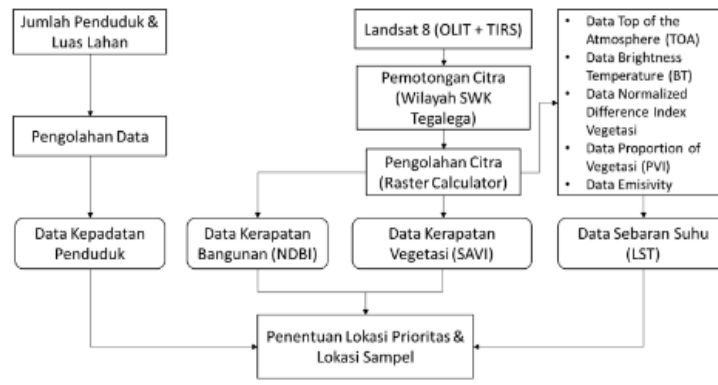 Jumlah Penduduk &
Luas Lahan
Pengolahan Data
Data Kepadatan
Penduduk
Landsat 8 (OLIT + TIRS)
Pemotongan Citra
(Wilayah SWK
Tegalega)
Pengolahan Citra
(Raster Calculator)
Data Kerapatan
Bangunan (NDBI)
Data Kerapatan
Vegetasi (SAVI)
• Data Top of the
Atmosphere (TOA)
• Data Brightness
Temperature (BT)
• Data Normalized
Difference Index
Vegetasi
• Data Proportion of
Vegetasi (PVI)
• Data Emisivity
Data Sebaran Suhu
(LST)
Penentuan Lokasi Prioritas &
Lokasi Sampel